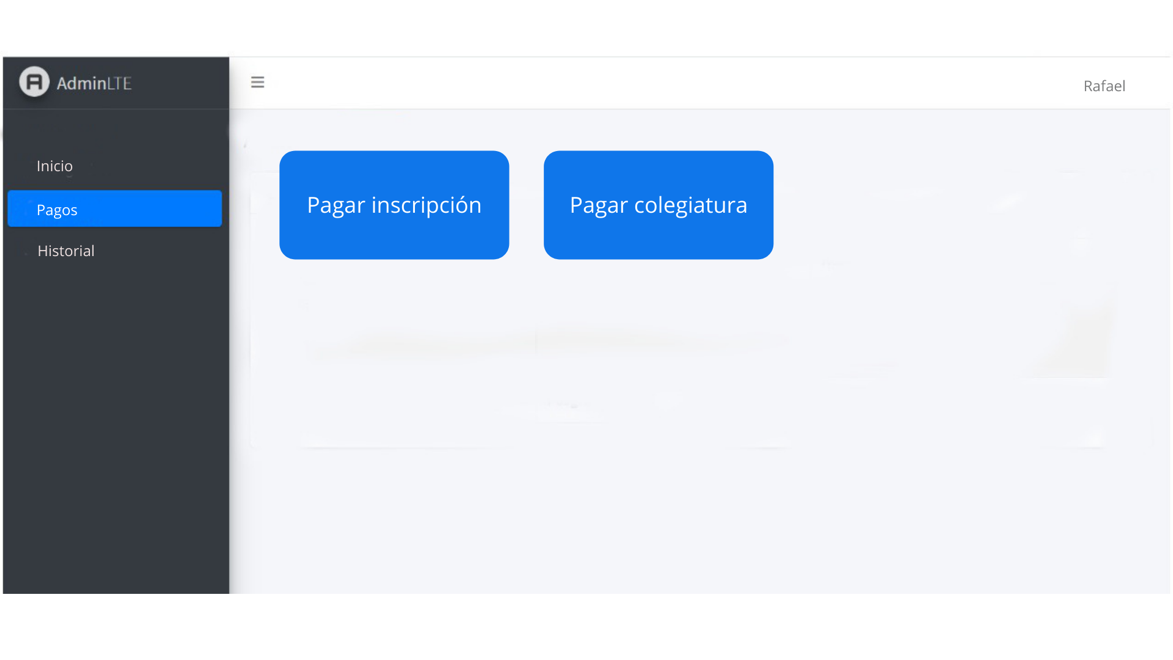 AdminLTE
Rafael
Inicio
Pagos
Historial
Pagar inscripción
Pagar colegiatura